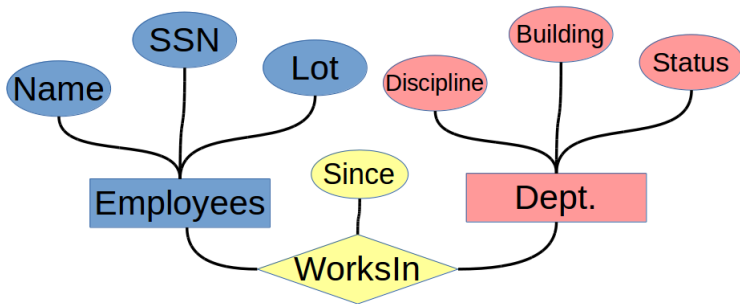 Name
SSN
Lot
Discipline
Building
Status
Employees
Since
Dept.
WorksIn